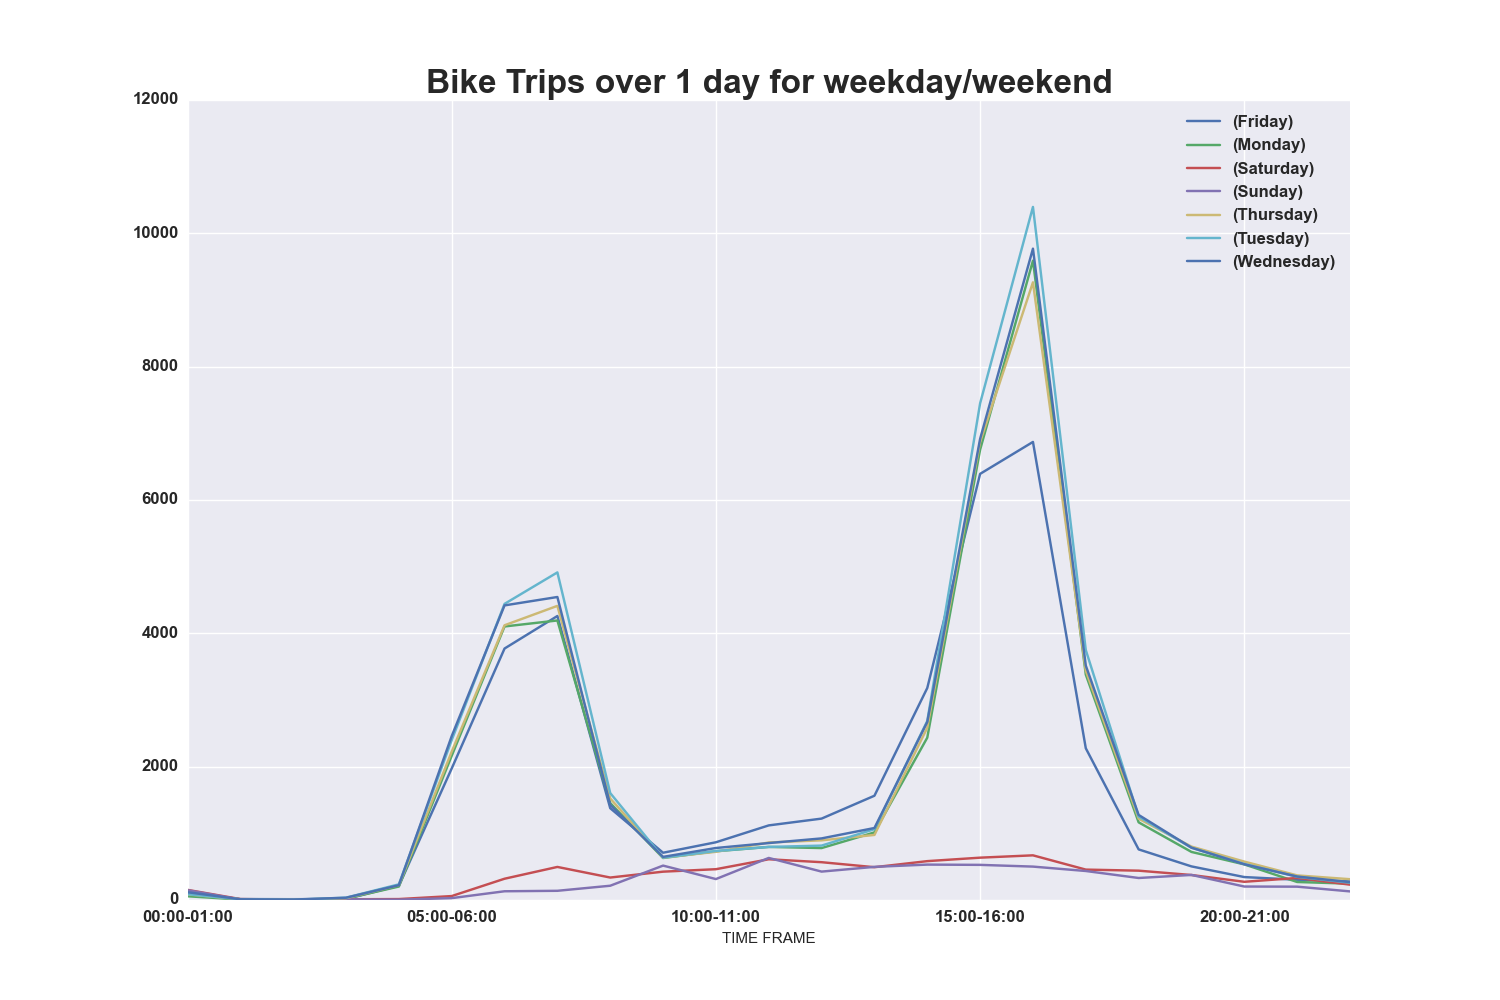 Bike Trips over 1 day for weekday/weekend
12000
10000
8000
6000
4000
2000
0
(Friday)
(Monday)
(Saturday)
(Sunday)
(Thursday)
(Tuesday)
(Wednesday)
00:00-01:00 05:00-06:00 10:00-11:00 15:00-16:00 20:00-21:00
TIME FRAME